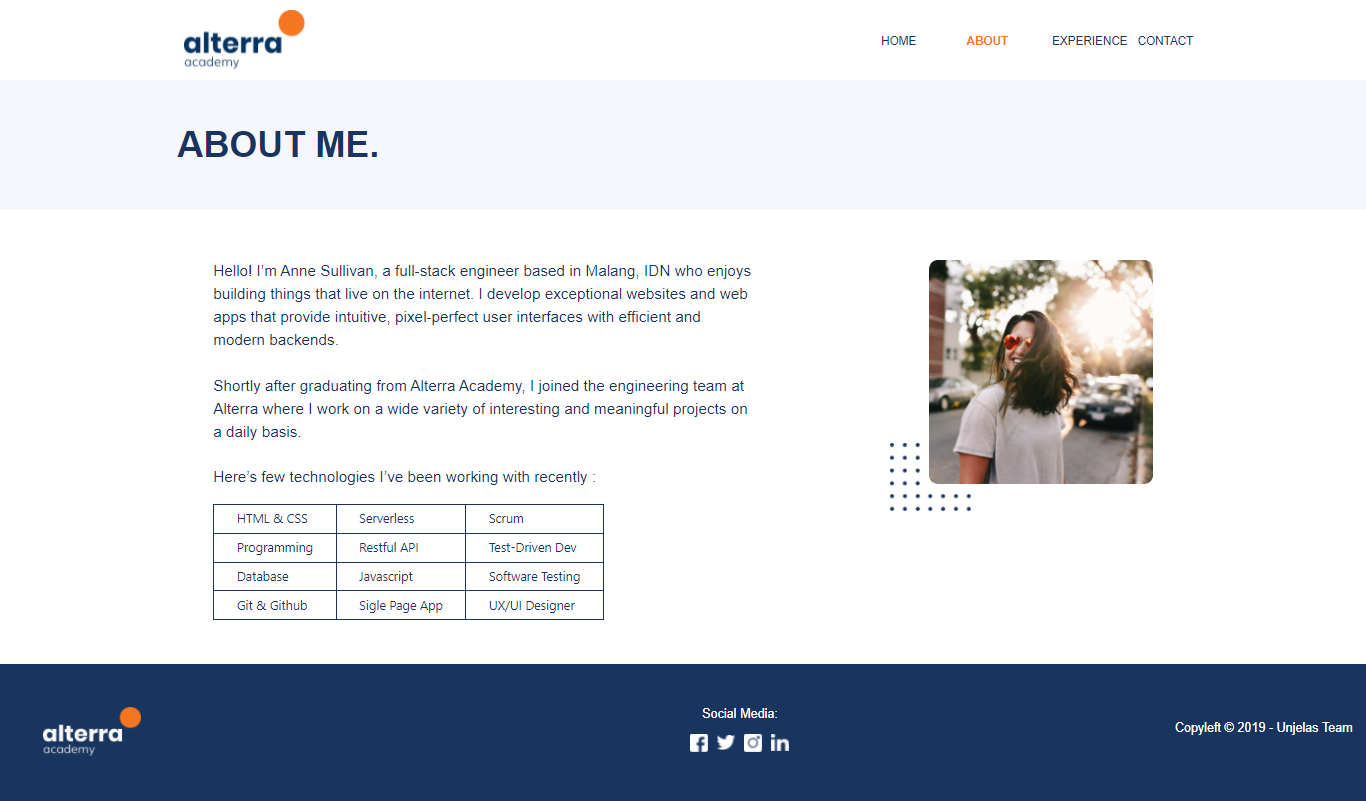 alterra
academy
HOME ABOUT EXPERIENCE CONTACT
ABOUT ME.
Hello! I’m Anne Sullivan, a full-stack engineer based in Malang, IDN who enjoys
building things that live on the internet. I develop exceptional websites and web
apps that provide intuitive, pixel-perfect user interfaces with efficient and
modern backends.
Shortly after graduating from Alterra Academy, I joined the engineering team at
Alterra where I work on a wide variety of interesting and meaningful projects on
a daily basis.
Here’s few technologies I’ve been working with recently :
HTML & CSS Serverless Scrum
Programming Restful API Test-Driven Dev
Database Javascript Software Testing
Git & Github Sigle Page App UX/UI Designer
alterra
academy
Social Media:
Copyleft © 2019 - Unjelas Team